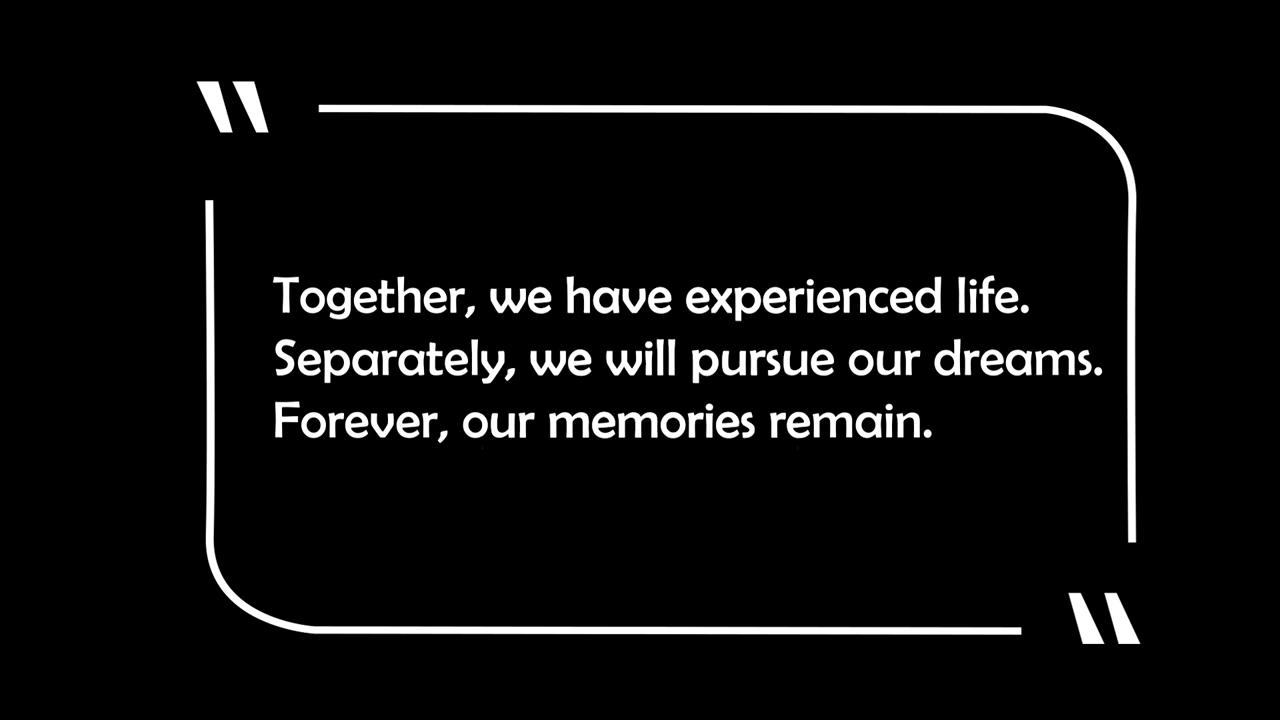 Together, we have experienced life.
Separately, we will pursue our dreams.
Forever, our memories remain.